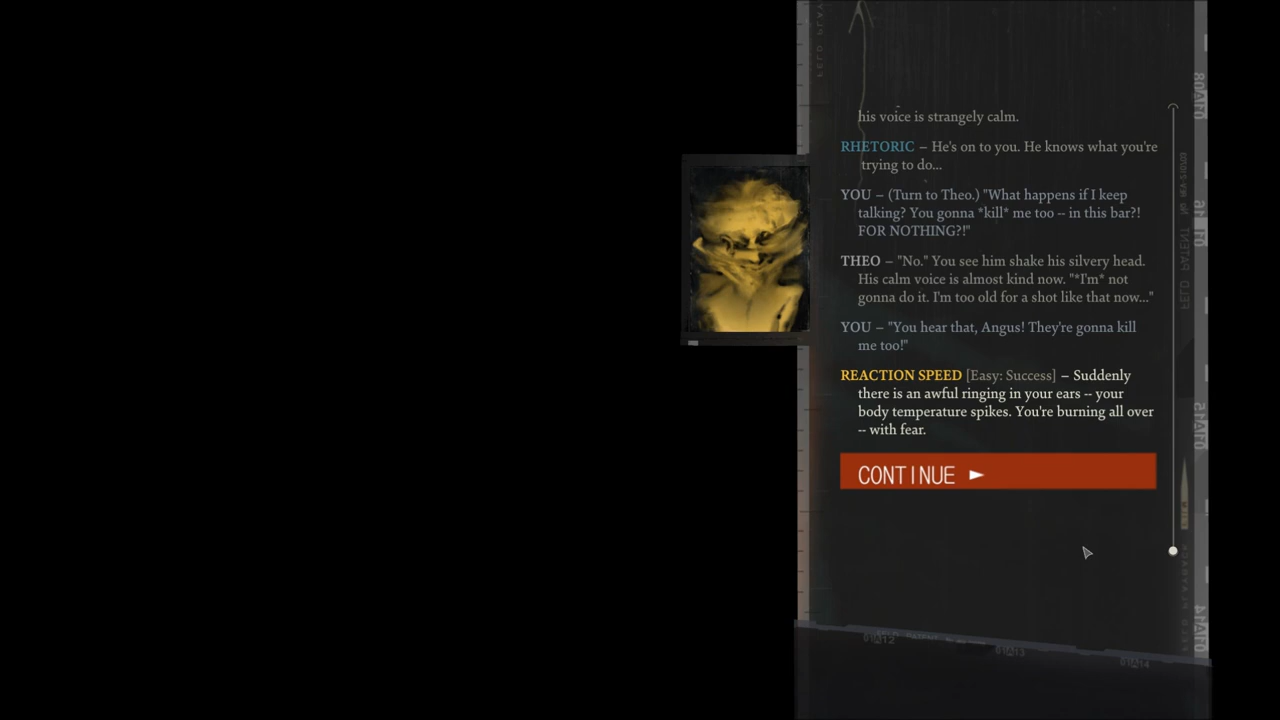 his voice is strangely calm.
RHETORIC – He's on to you. He knows what you're
trying to do...
YOU – (Turn to Theo.) "What happens if I keep
talking? You gonna *kill* me too -- in this bar?!
FOR NOTHING?!"
THEO – "No." You see him shake his silvery head.
His calm voice is almost kind now. "*I'm* not
gonna do it. I'm too old for a shot like that now..."
YOU – "You hear that, Angus! They're gonna kill
me too!"
REACTION SPEED [Easy: Success] – Suddenly
there is an awful ringing in your ears -- your
body temperature spikes. You're burning all over
-- with fear.
CONTINUE ►